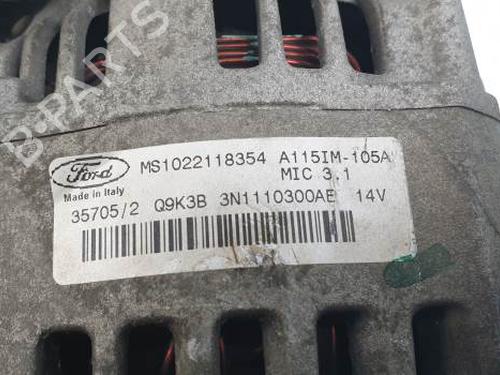 B-PARTS
Ford
Made in Italy
MS1022118354 A115IM-105A
MIC 3.1
35705/2 Q9K3B 3N1110300AE 14V